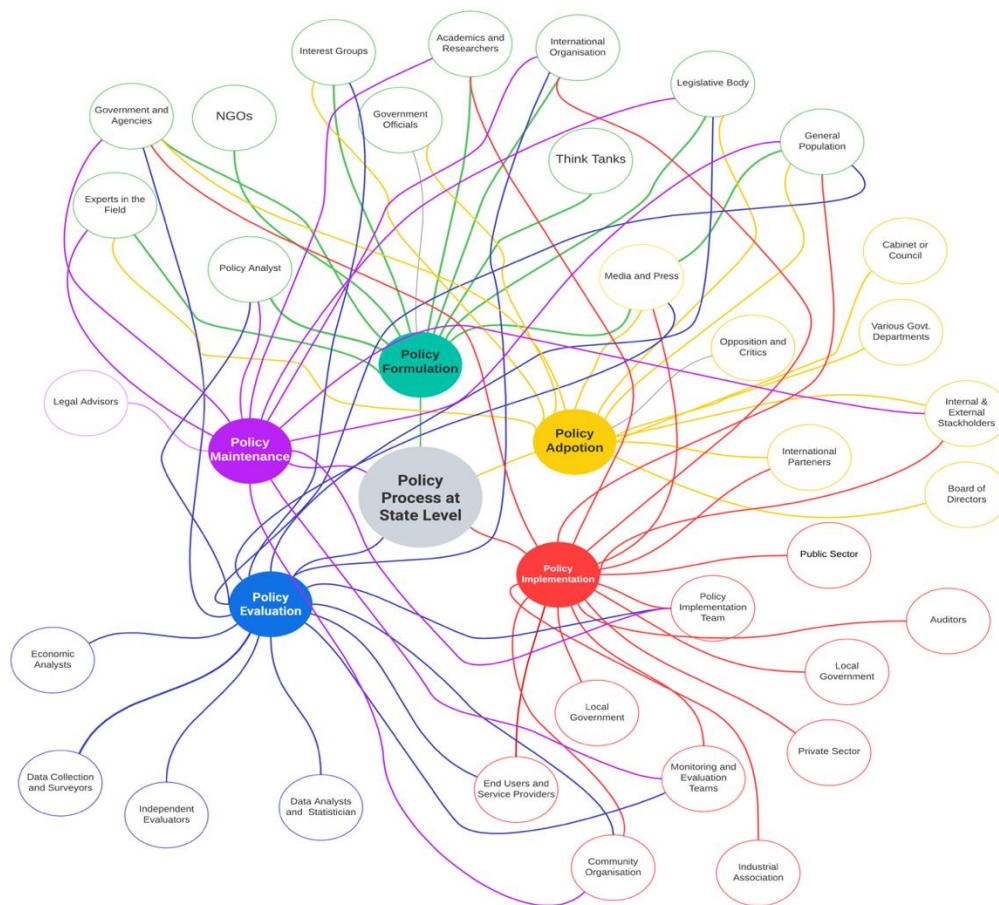 Academics and
Researchers
International
Organisation
Interest Groups
Legislative Body
Government and
Agencies
NGOs
Government
Officials
General
Population
Think Tanks
Experts in the
Field
Cabinet or
Council
Policy Analyst
Media and Press
Various Govt.
Departments
Policy
Formulation
Opposition and
Critics
Legal Advisors
Internal &
External
Stackholders
Policy
Maintenance
Policy
Adpotion
International
Parteners
Policy
Process at
State Level
Board of
Directors
Public Sector
Policy
Implementation
Policy
Evaluation
Policy
Implementation
Team
Auditors
Economic
Analysts
Local
Government
Local
Government
Private Sector
Data Collection
and Surveyors
End Users and
Service Providers
Monitoring and
Evaluation
Teams
Independent
Evaluators
Data Analysts
and Statistician
Community
Organisation
Industrial
Association